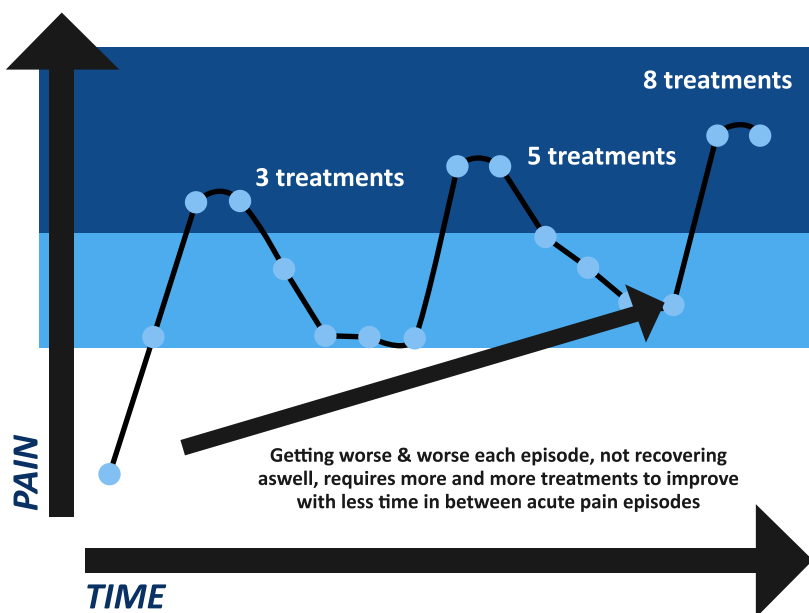 8 treatments
5 treatments
3 treatments
PAIN
Getting worse & worse each episode, not recovering
aswell, requires more and more treatments to improve
with less time in between acute pain episodes
TIME